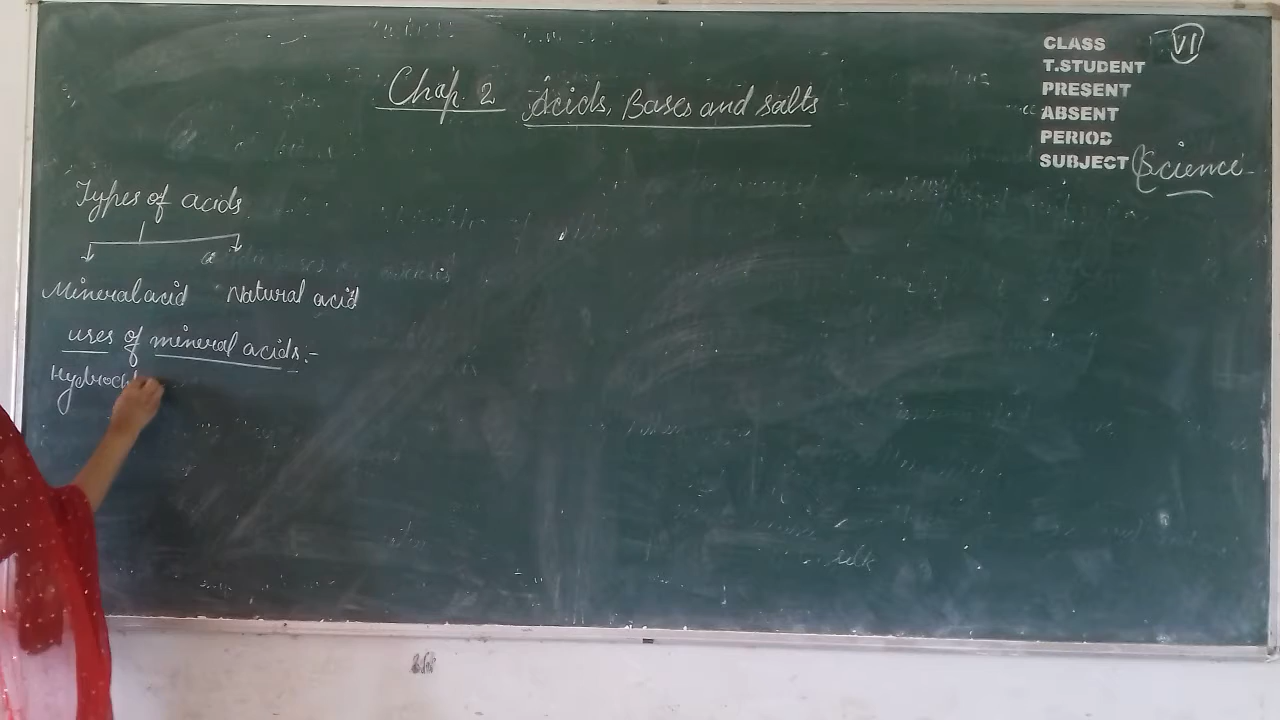 CLASS VI
T.STUDENT
PRESENT
ABSENT
PERIOD
SUBJECT Science
Chap. 2 Acids, Bases and salts
Types of acids
Mineral acid Natural acid
uses of mineral acids:-
Hydroch